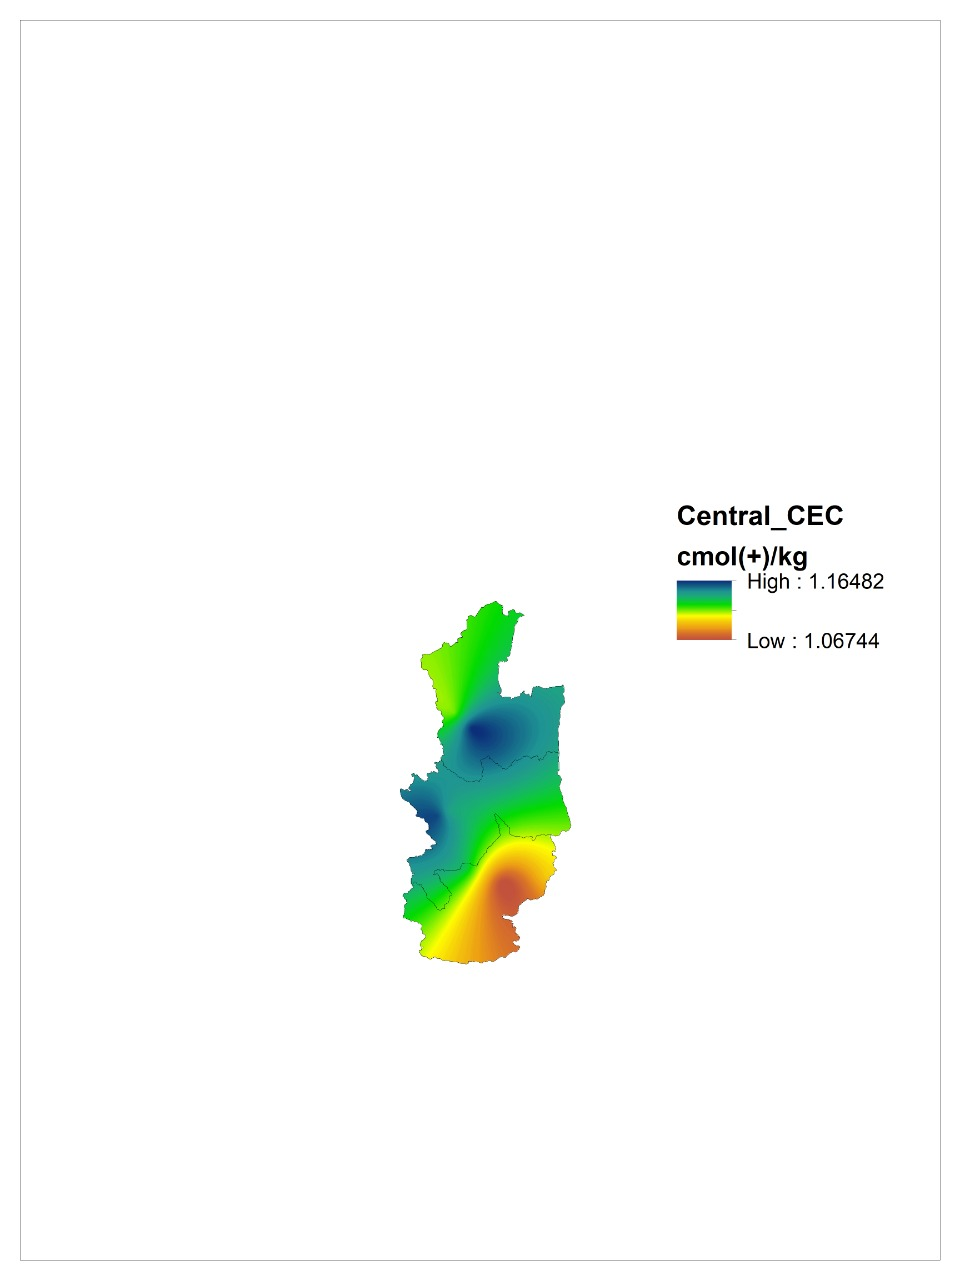 Central_CEC
cmol(+)/kg
High : 1.16482
Low : 1.06744